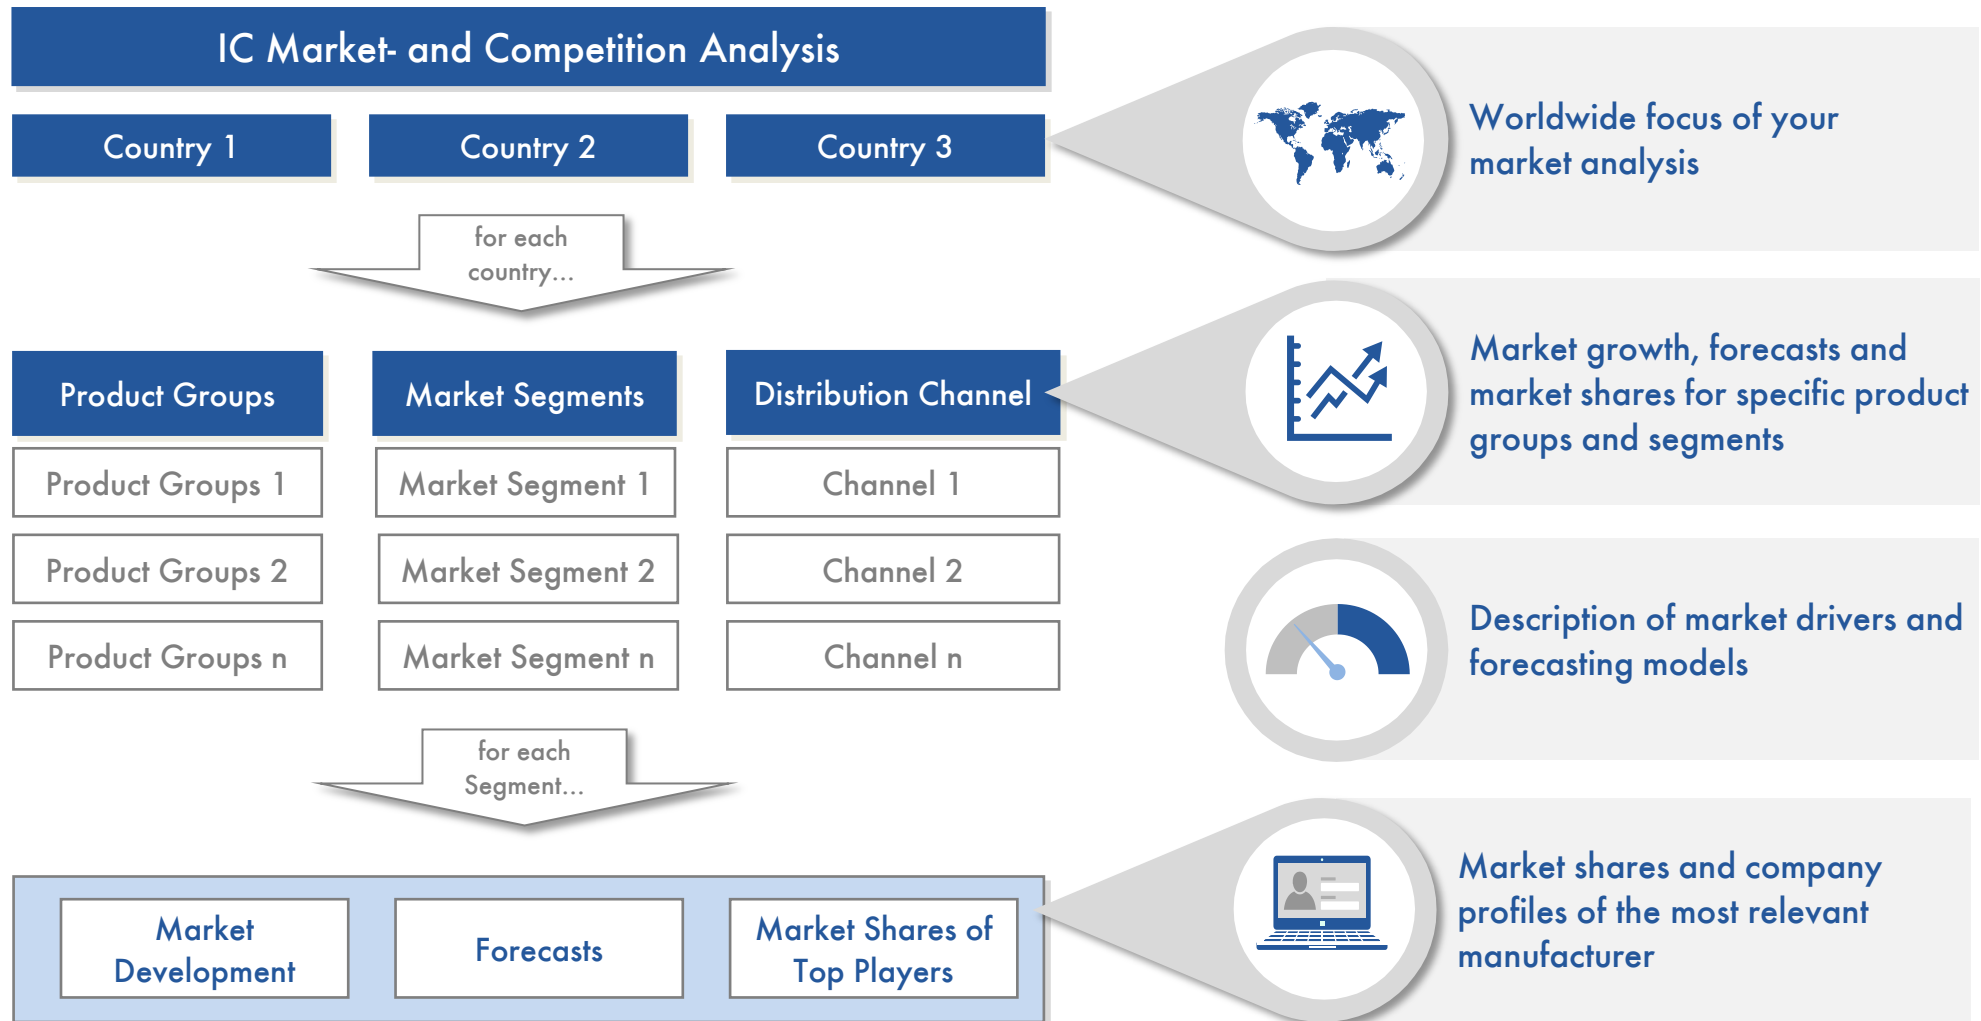 IC Market- and Competition Analysis
Country 1
Country 2
Country 3
for each
country...
Product Groups
Market Segments
Distribution Channel
Product Groups 1
Market Segment 1
Channel 1
Product Groups 2
Market Segment 2
Channel 2
Product Groups n
Market Segment n
Channel n
for each
Segment...
Market
Development
Forecasts
Market Shares of
Top Players
Worldwide focus of your
market analysis
Market growth, forecasts and
market shares for specific product
groups and segments
Description of market drivers and
forecasting models
Market shares and company
profiles of the most relevant
manufacturer